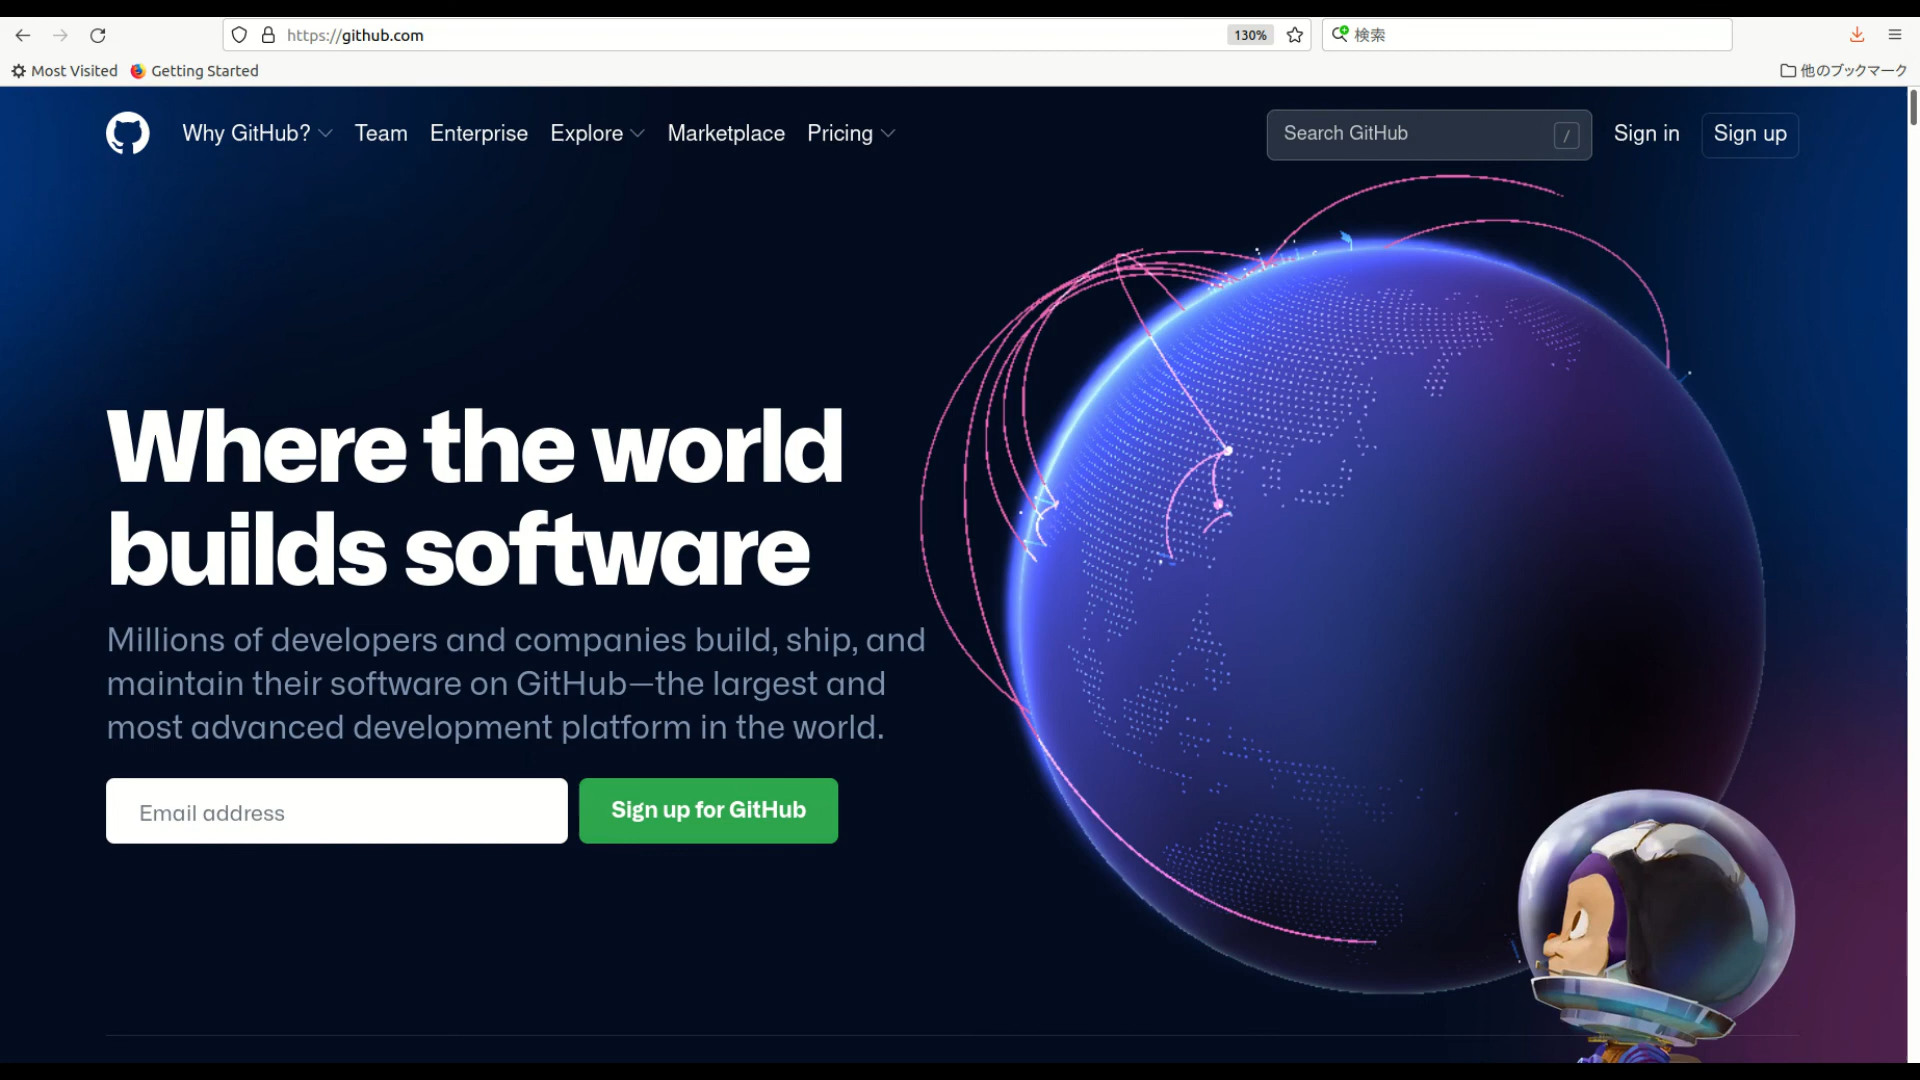 https://github.com
130%
検索
Most Visited
Getting Started
他のブックマーク
Why GitHub?
Team
Enterprise
Explore
Marketplace
Pricing
Search GitHub
/
Sign in
Sign up
Where the world
builds software
Millions of developers and companies build, ship, and
maintain their software on GitHub—the largest and
most advanced development platform in the world.
Email address
Sign up for GitHub